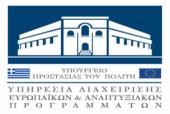 ΥΠΟΥΡΓΕΙΟ
ΠΡΟΣΤΑΣΙΑΣ ΤΟΥ ΠΟΛΙΤΗ
ΥΠΗΡΕΣΙΑ ΔΙΑΧΕΙΡΙΣΗΣ
ΕΥΡΩΠΑΪΚΩΝ & ΑΝΑΠΤΥΞΙΑΚΩΝ
ΠΡΟΓΡΑΜΜΑΤΩΝ